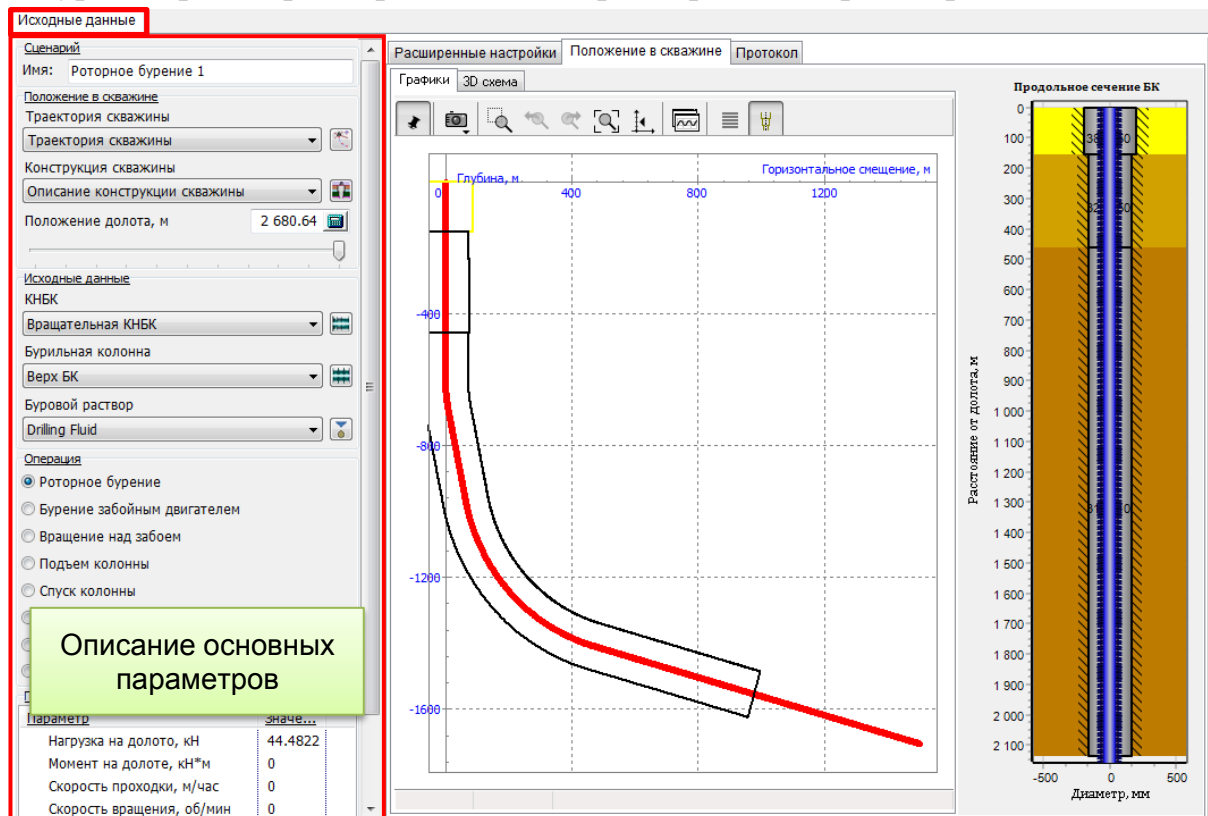 Исходные данные
Сценарий
Имя: Роторное бурение 1
Положение в скважине
Траектория скважины
Траектория скважины
Конструкция скважины
Описание конструкции скважины
Положение долота, м 2 680.64
Исходные данные
КНБК
Вращательная КНБК
Бурильная колонна
Верх БК
Буровой раствор
Drilling Fluid
Операция
Роторное бурение
Бурение забойным двигателем
Вращение над забоем
Подъем колонны
Спуск колонны
Описание основных
параметров
Параметр Значе...
Нагрузка на долото, кН 44.4822
Момент на долоте, кН*м 0
Скорость проходки, м/час 0
Скорость вращения, об/мин 0
Расширенные настройки Положение в скважине Протокол
Графики 3D схема
Глубина, м
Горизонтальное смещение, м
0 400 800 1200
-400
-800
-1200
-1600
Продольное сечение БК
Расстояние от долота, м
0
100
200
300
400
500
600
700
800
900
1 000
1 100
1 200
1 300
1 400
1 500
1 600
1 700
1 800
1 900
2 000
2 100
-500 0 500
Диаметр, мм